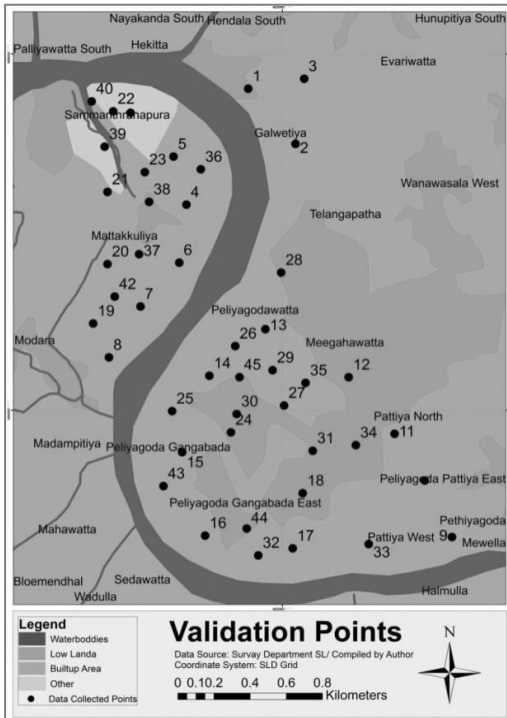 Nayakanda South
Hendala South
Hunupitiya South
Palliyawatta South
Hekitta
Evariwatta
1
3
40
22
Sammanthranapura
39
Galwetiya
2
5
23
36
21
38
4
Wanawasala West
Telangapatha
Mattakkuliya
37
20
6
28
42
7
19
Peliyagodawatta
13
Modara
26
Meegahawatta
8
14
45
29
35
12
25
30
27
24
Pattiya North
11
Madampitiya
Peliyagoda Gangabada
31
34
15
43
18
Peliyagoda Pattiya East
Peliyagoda Gangabada East
Mahawatta
16
44
Pethiyagoda
9
32
17
33
Pattiya West
Mewella
Bloemendhal
Sedawatta
Wadulla
Halmulla
Legend
Waterboddies
Low Landa
Builtup Area
Other
Data Collected Points
Validation Points
Data Source: Survay Department SL/ Compiled by Author
Coordinate System: SLD Grid
0 0.10.2 0.4 0.6 0.8
Kilometers
N